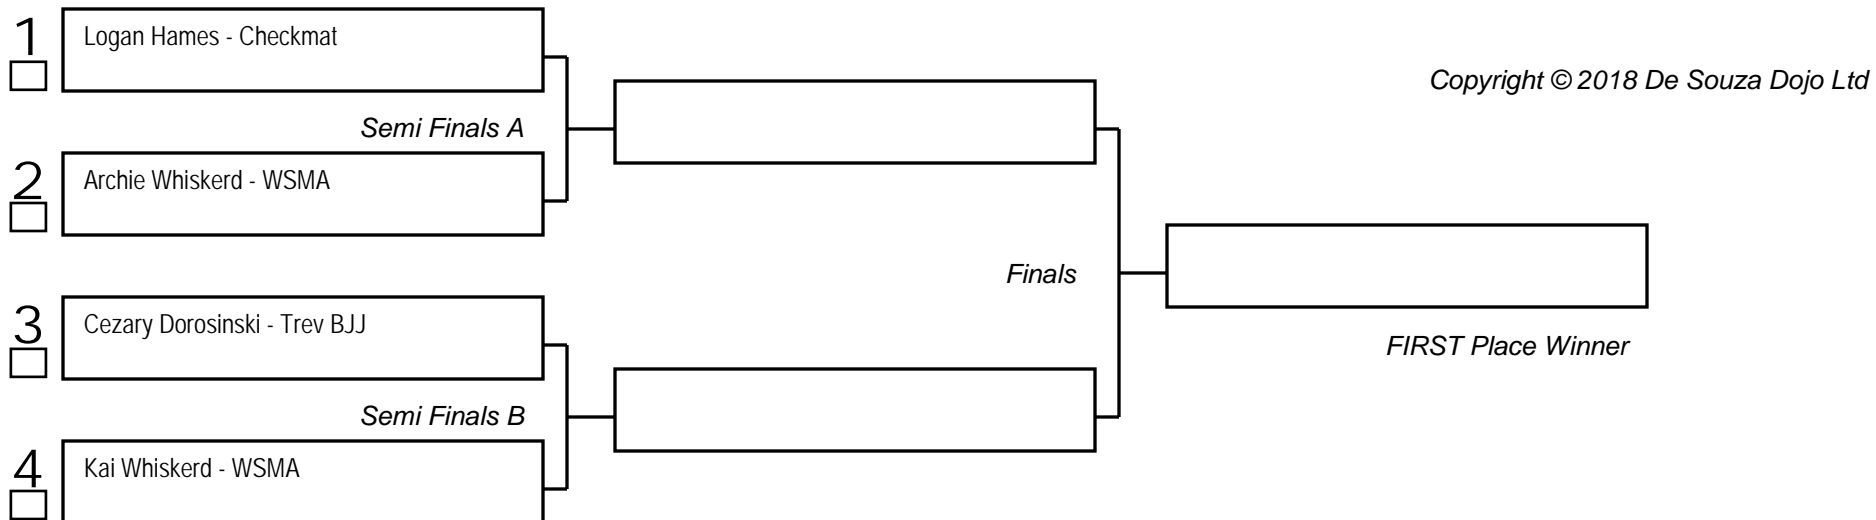 1
Logan Hames - Checkmat
Copyright © 2018 De Souza Dojo Ltd
Semi Finals A
2
Archie Whiskerd - WSMA
Finals
3
Cezary Dorosinski - Trev BJJ
FIRST Place Winner
Semi Finals B
4
Kai Whiskerd - WSMA